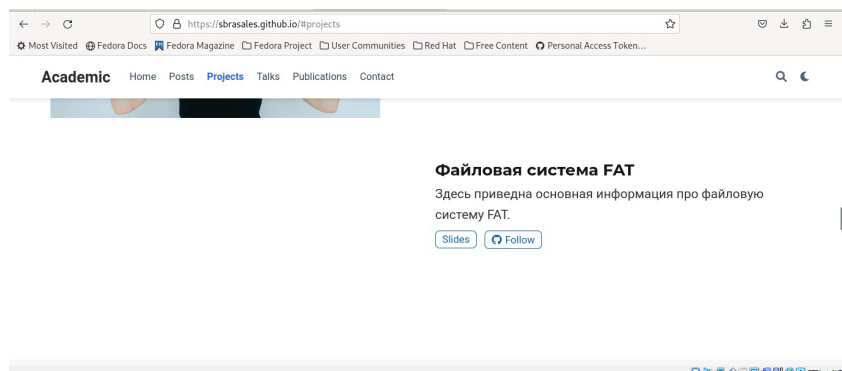 https://sbrasales.github.io/#projects
Most Visited Fedora Docs Fedora Magazine Fedora Project User Communities Red Hat Free Content Personal Access Token…
Academic Home Posts Projects Talks Publications Contact
Файловая система FAT
Здесь приведна основная информация про файловую
систему FAT.
Slides Follow